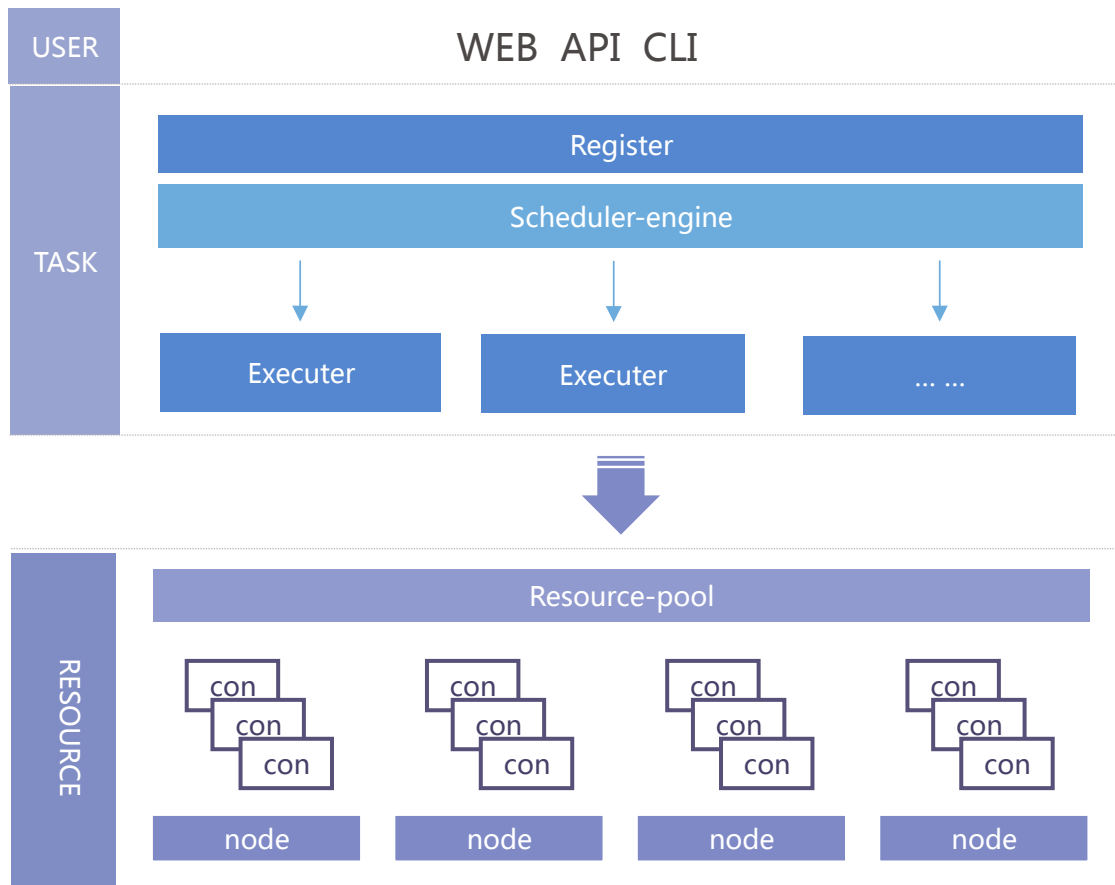 USER
WEB API CLI
TASK
Register
Scheduler-engine
Executer
Executer
... ...
RESOURCE
Resource-pool
con
con
con
con
con
con
con
con
con
con
con
con
node
node
node
node